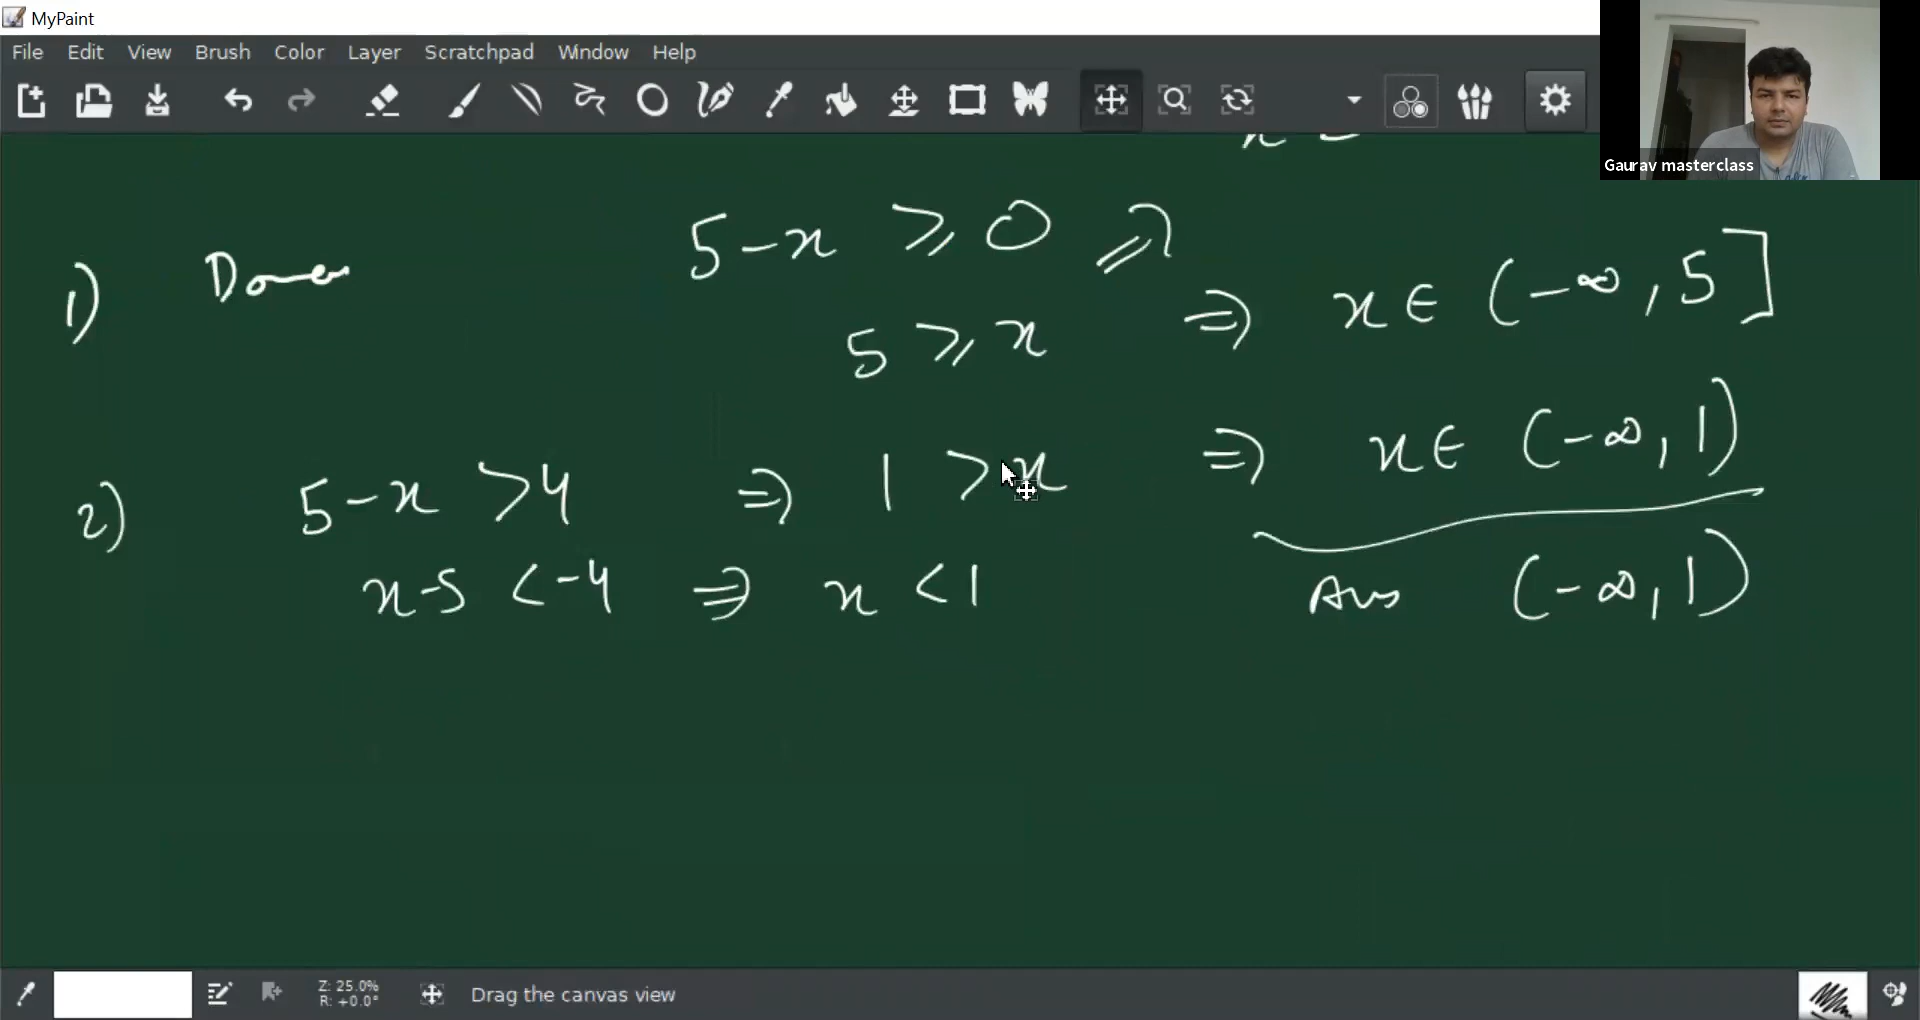 MyPaint
File Edit View Brush Color Layer Scratchpad Window Help
Gaurav masterclass
1)
5-x ≥ 0 ⇒
5 ≥ x ⇒ x ∈ (-∞, 5]
2) 5-x > 4 ⇒ 1 > x ⇒ x ∈ (-∞, 1)
x-5 < -4 ⇒ x < 1
Ans (-∞, 1)
Z: 25.0%
R: +0.0°
Drag the canvas view